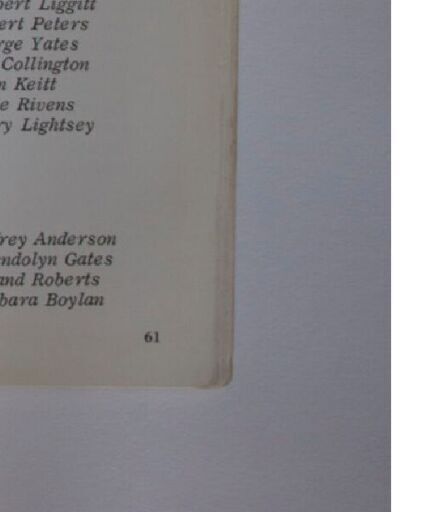 bert Liggitt
ert Peters
rge Yates
Collington
n Keitt
e Rivens
ry Lightsey
frey Anderson
ndolyn Gates
and Roberts
bara Boylan
61